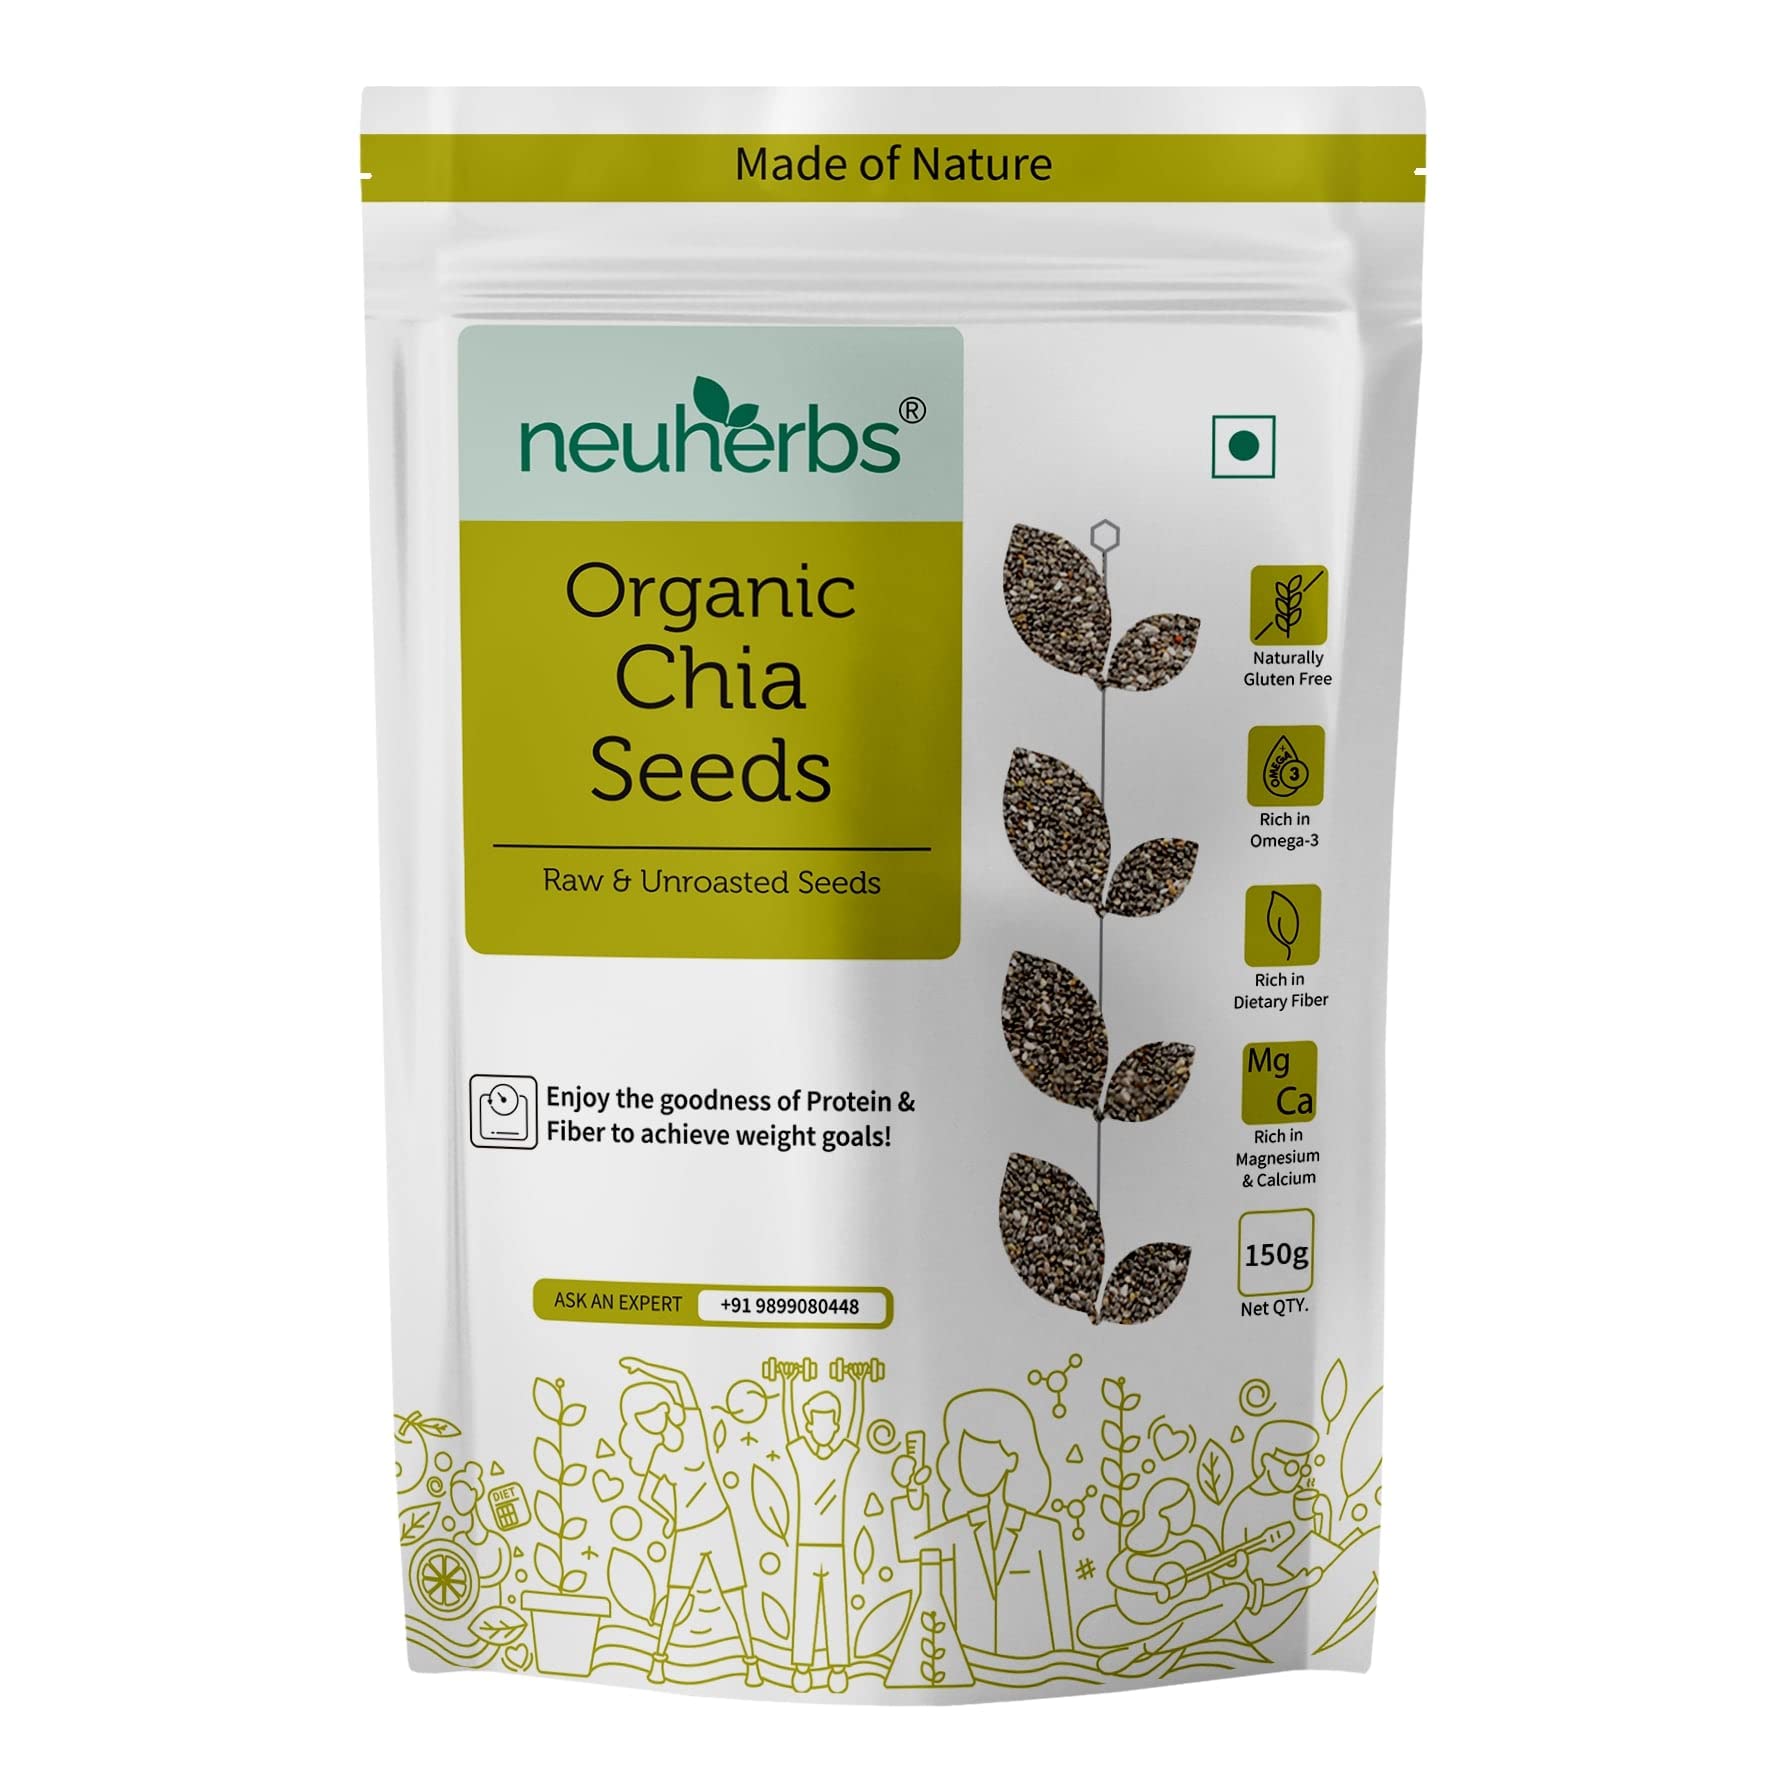 Made of Nature
neuherbs®
Organic
Chia
Seeds
Raw & Unroasted Seeds
Naturally
Gluten Free
OMEGA
3
Rich in
Omega-3
Rich in
Dietary Fiber
Mg
Ca
Rich in
Magnesium
& Calcium
150g
Net QTY.
Enjoy the goodness of Protein &
Fiber to achieve weight goals!
ASK AN EXPERT +91 9899080448
DIET
#